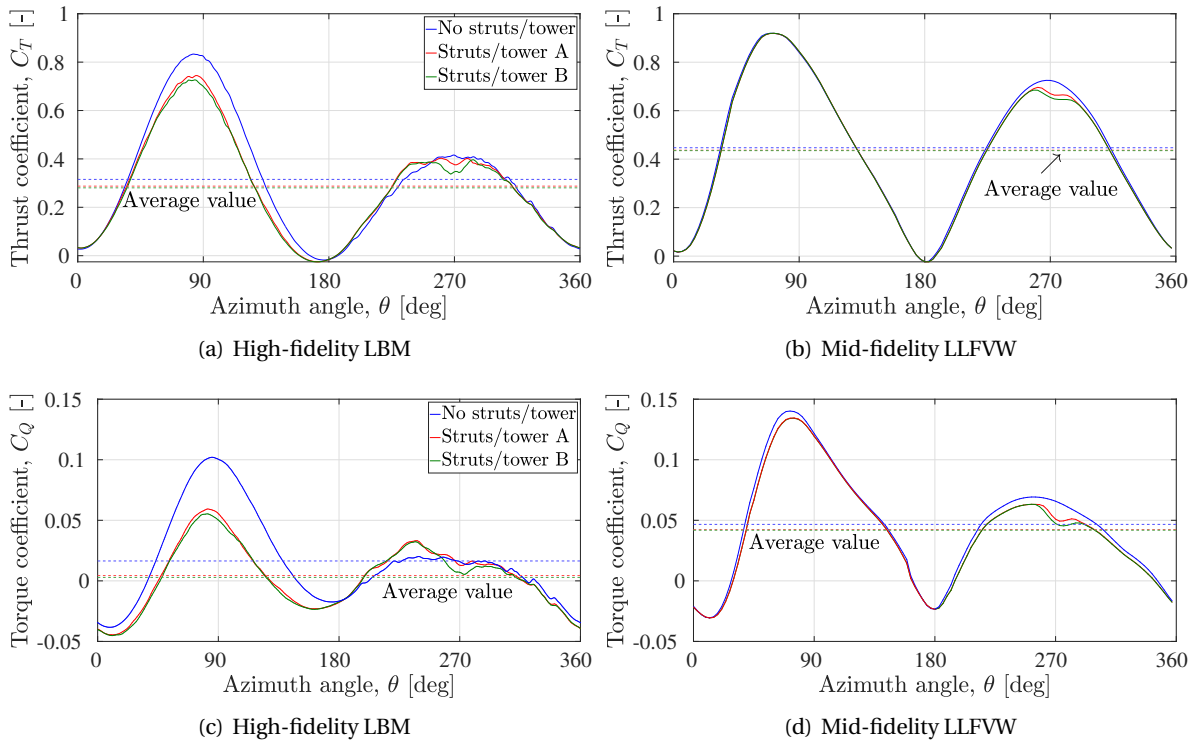 Thrust coefficient, C_T [-]
1
0.8
0.6
0.4
0.2
0
No struts/tower
Struts/tower A
Struts/tower B
Average value
0 90 180 270 360
Azimuth angle, θ [deg]
(a) High-fidelity LBM
Thrust coefficient, C_T [-]
1
0.8
0.6
0.4
0.2
0
Average value
0 90 180 270 360
Azimuth angle, θ [deg]
(b) Mid-fidelity LLFVW
Torque coefficient, C_Q [-]
0.15
0.1
0.05
0
-0.05
No struts/tower
Struts/tower A
Struts/tower B
Average value
0 90 180 270 360
Azimuth angle, θ [deg]
(c) High-fidelity LBM
Torque coefficient, C_Q [-]
0.15
0.1
0.05
0
-0.05
Average value
0 90 180 270 360
Azimuth angle, θ [deg]
(d) Mid-fidelity LLFVW